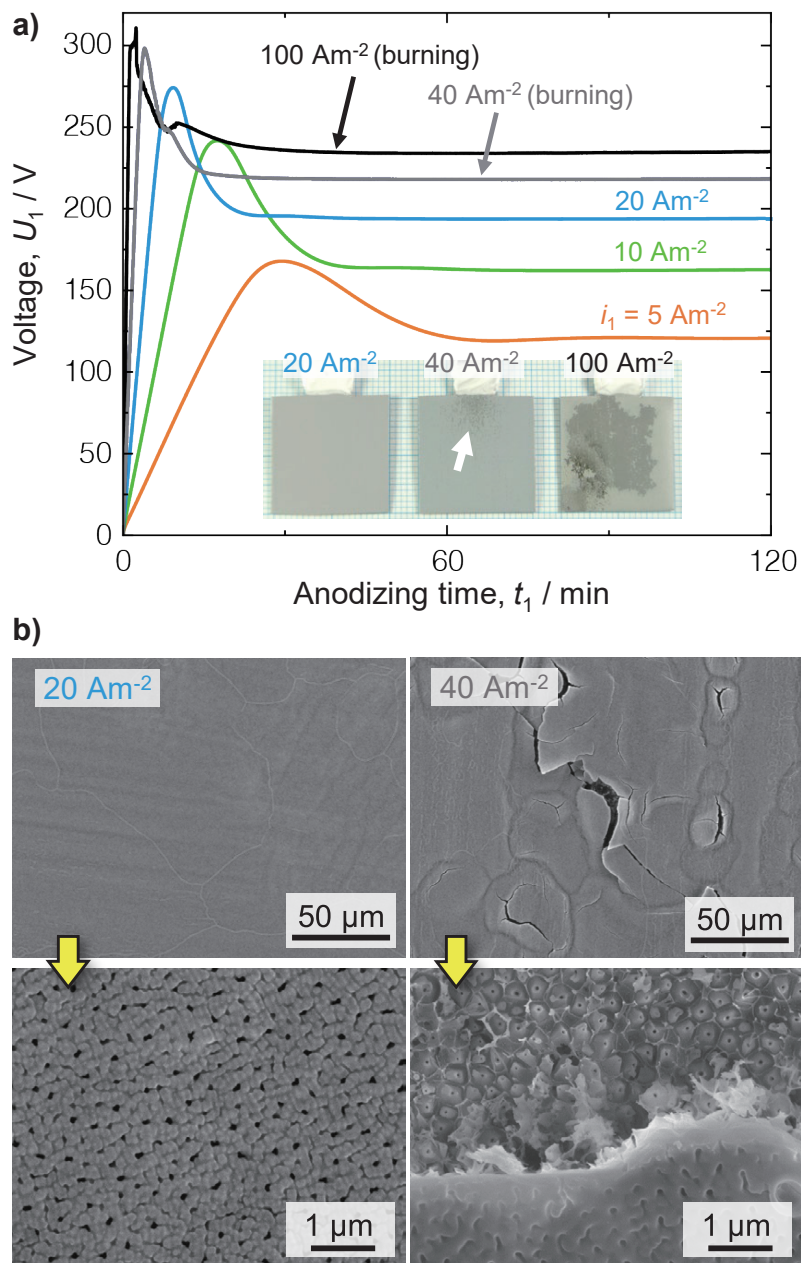 a)
300
250
200
150
100
50
0
Voltage, U₁ / V
100 Am⁻² (burning)
40 Am⁻² (burning)
20 Am⁻²
10 Am⁻²
i₁ = 5 Am⁻²
20 Am⁻² 40 Am⁻² 100 Am⁻²
0 60 120
Anodizing time, t₁ / min
b)
20 Am⁻²
50 µm
40 Am⁻²
50 µm
1 µm
1 µm